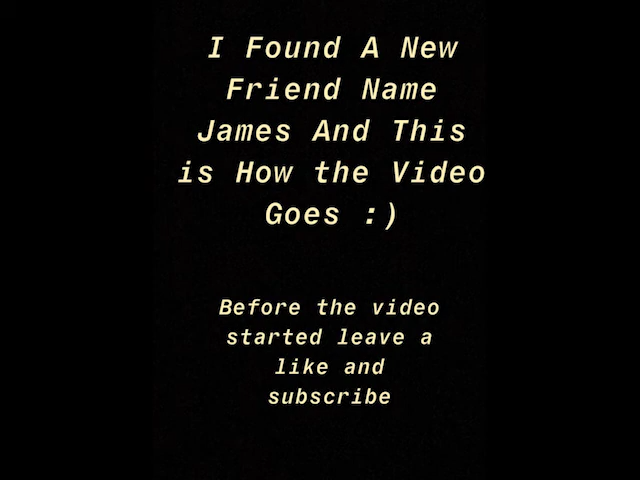 I Found A New
Friend Name
James And This
is How the Video
Goes :)
Before the video
started leave a
like and
subscribe